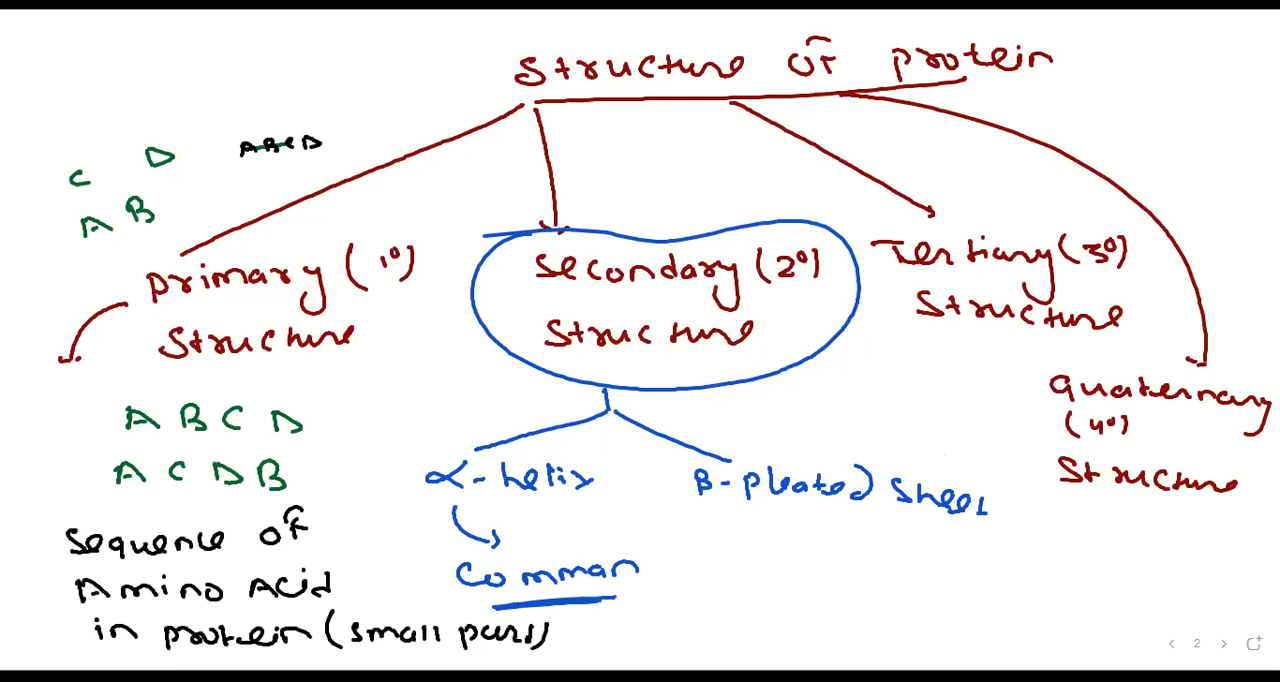 Structure of protein
C D ABCD
A B
Primary (1°)
Structure
Secondary (2°)
Structure
Tertiary (3°)
Structure
Quaternary
(4°)
Structure
A B C D
A C D B
Sequence of
Amino Acid
in protein (small part)
α-helix
Comman
β-pleated sheet
2